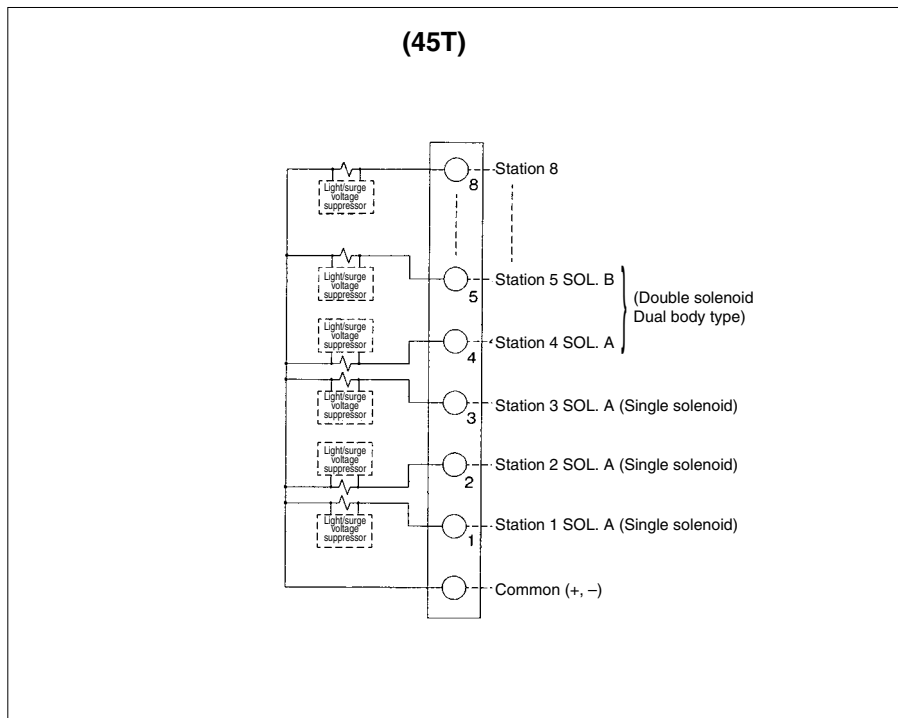 (45T)
Light/surge
voltage
suppressor
8
Station 8
Light/surge
voltage
suppressor
5
Station 5 SOL. B
(Double solenoid
Dual body type)
Light/surge
voltage
suppressor
4
Station 4 SOL. A
Light/surge
voltage
suppressor
3
Station 3 SOL. A (Single solenoid)
Light/surge
voltage
suppressor
2
Station 2 SOL. A (Single solenoid)
Light/surge
voltage
suppressor
1
Station 1 SOL. A (Single solenoid)
Common (+, –)